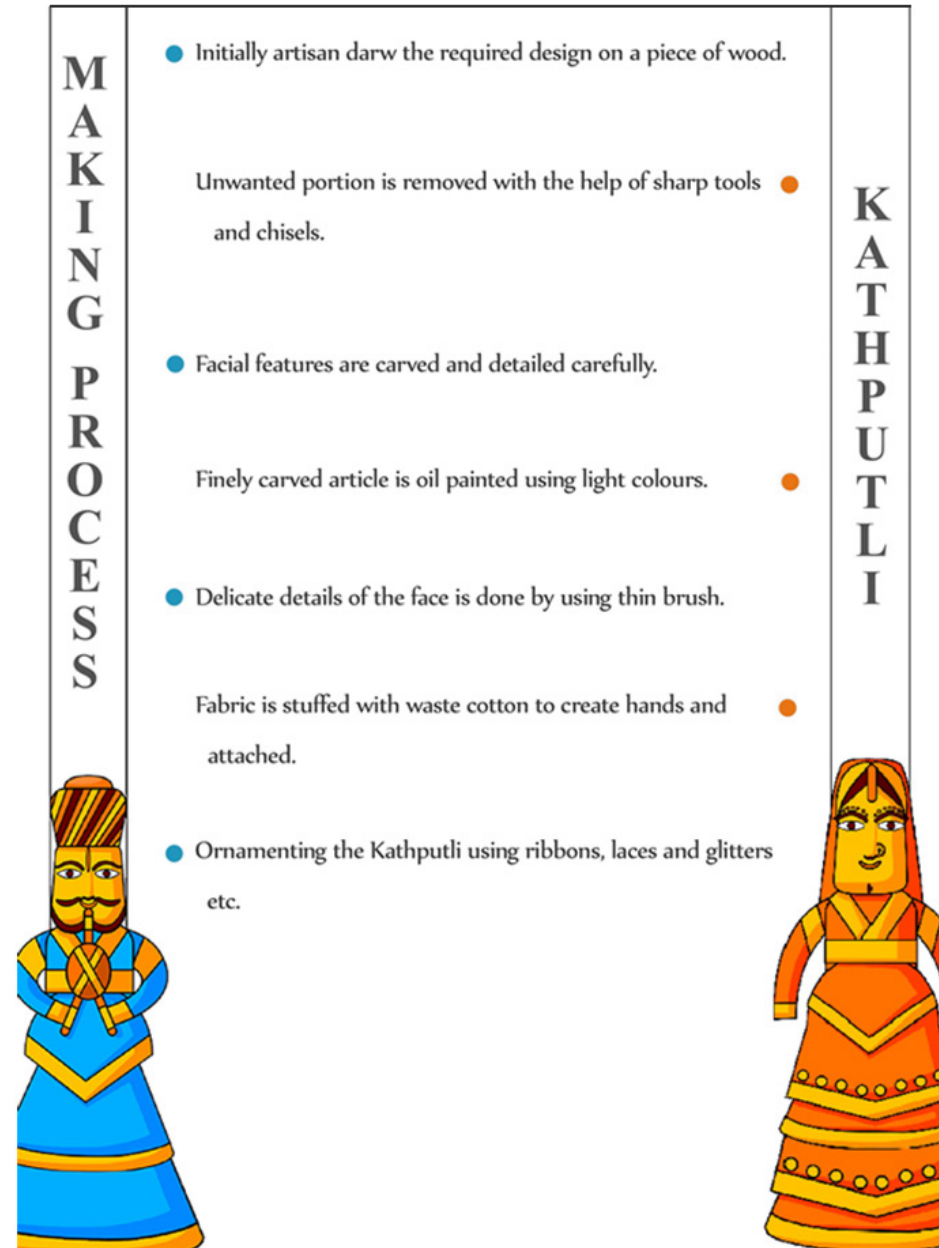 MAKING PROCESS
Initially artisan darw the required design on a piece of wood.
Unwanted portion is removed with the help of sharp tools
and chisels.
Facial features are carved and detailed carefully.
Finely carved article is oil painted using light colours.
Delicate details of the face is done by using thin brush.
Fabric is stuffed with waste cotton to create hands and
attached.
Ornamenting the Kathputli using ribbons, laces and glitters
etc.
KATHPUTLI